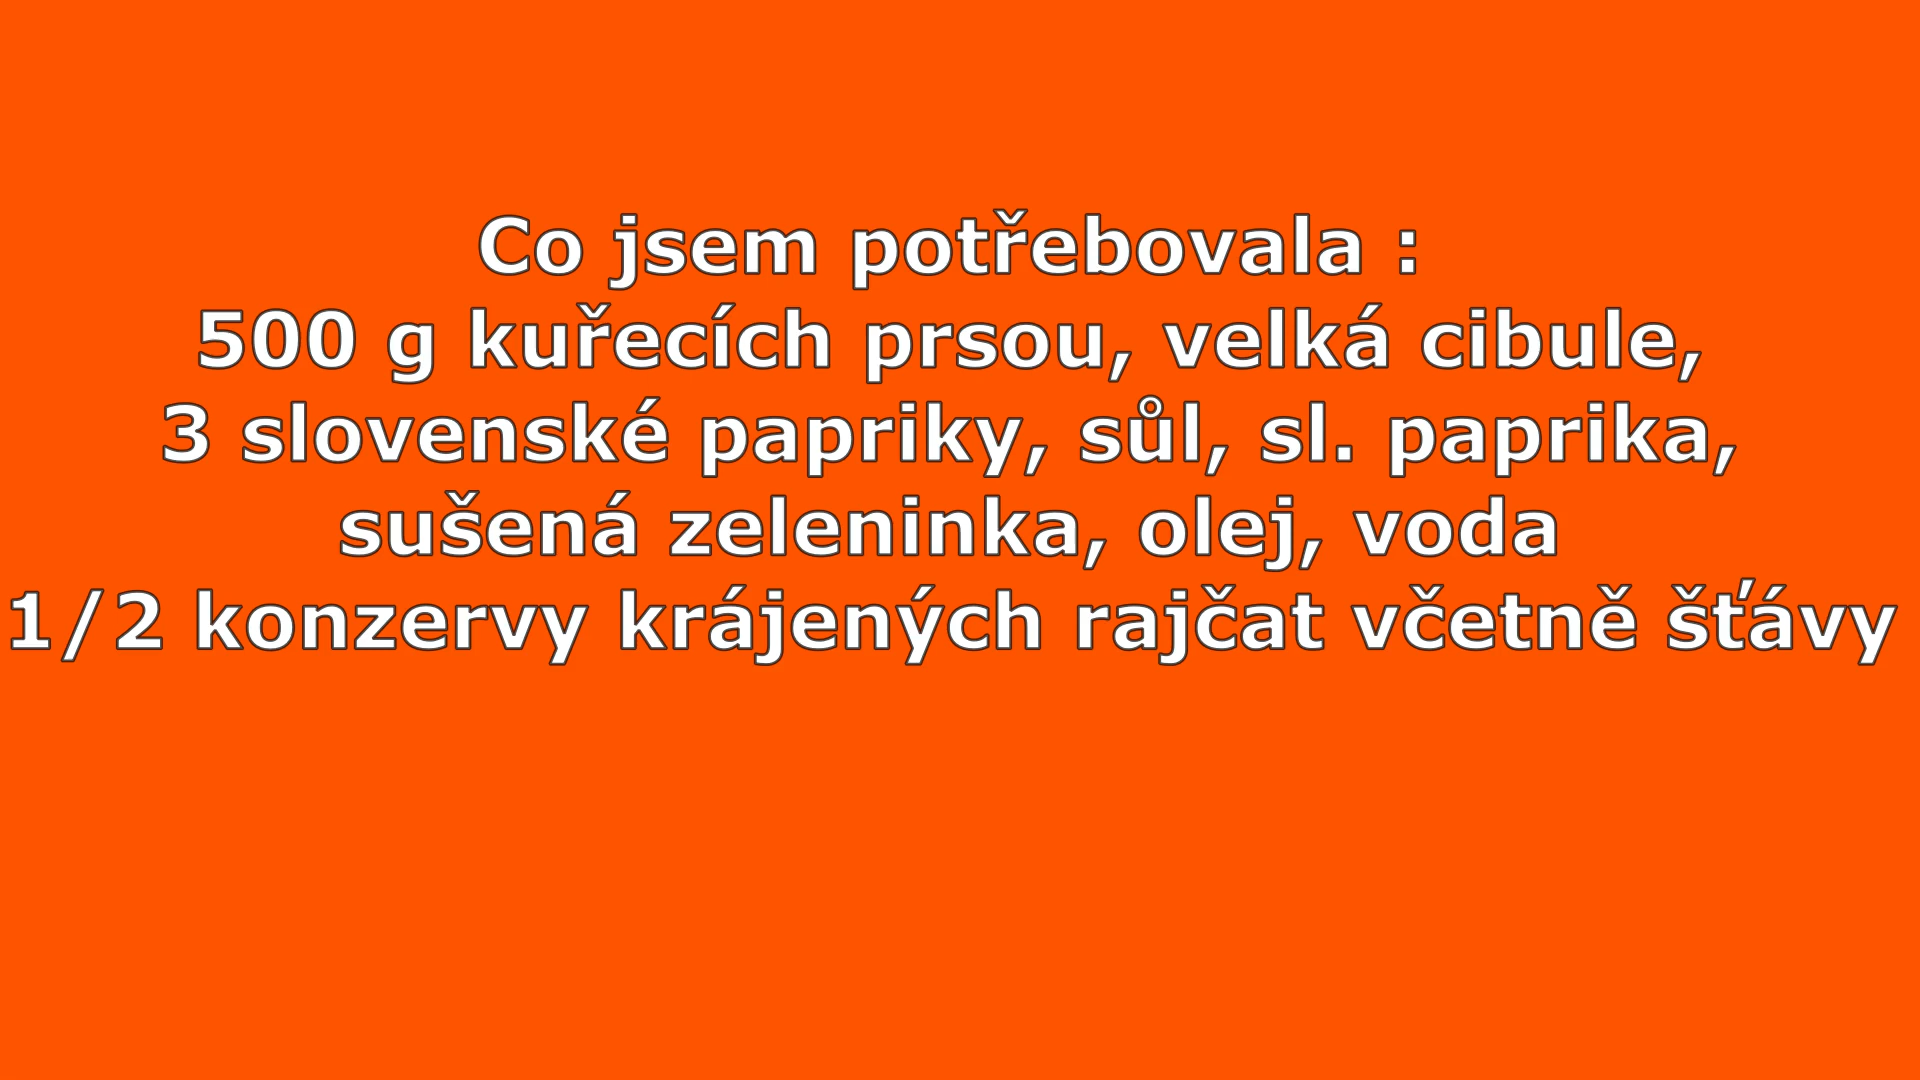 Co jsem potřebovala :
500 g kuřecích prsou, velká cibule,
3 slovenské papriky, sůl, sl. paprika,
sušená zeleninka, olej, voda
1/2 konzervy krájených rajčat včetně šťávy